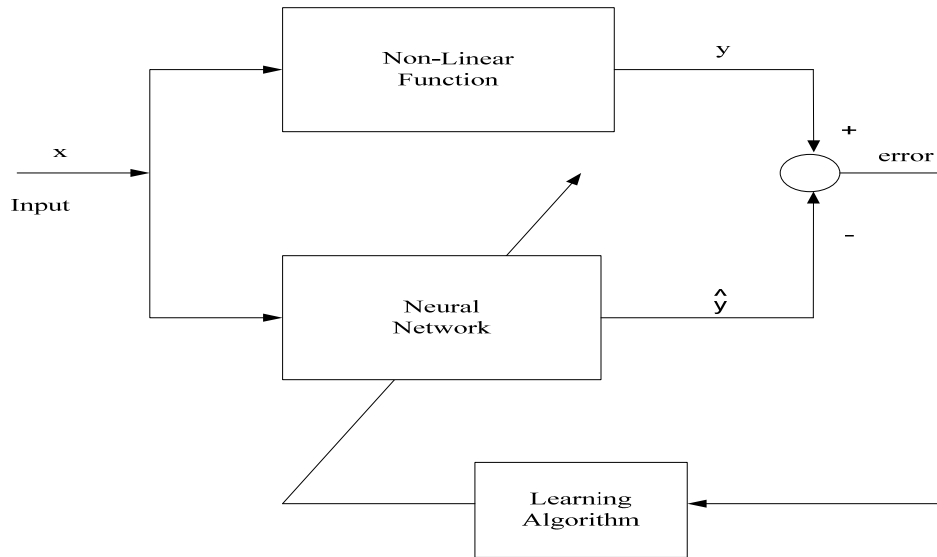 Non-Linear
Function
y
+
x
error
Input
-
Neural
Network
ŷ
Learning
Algorithm